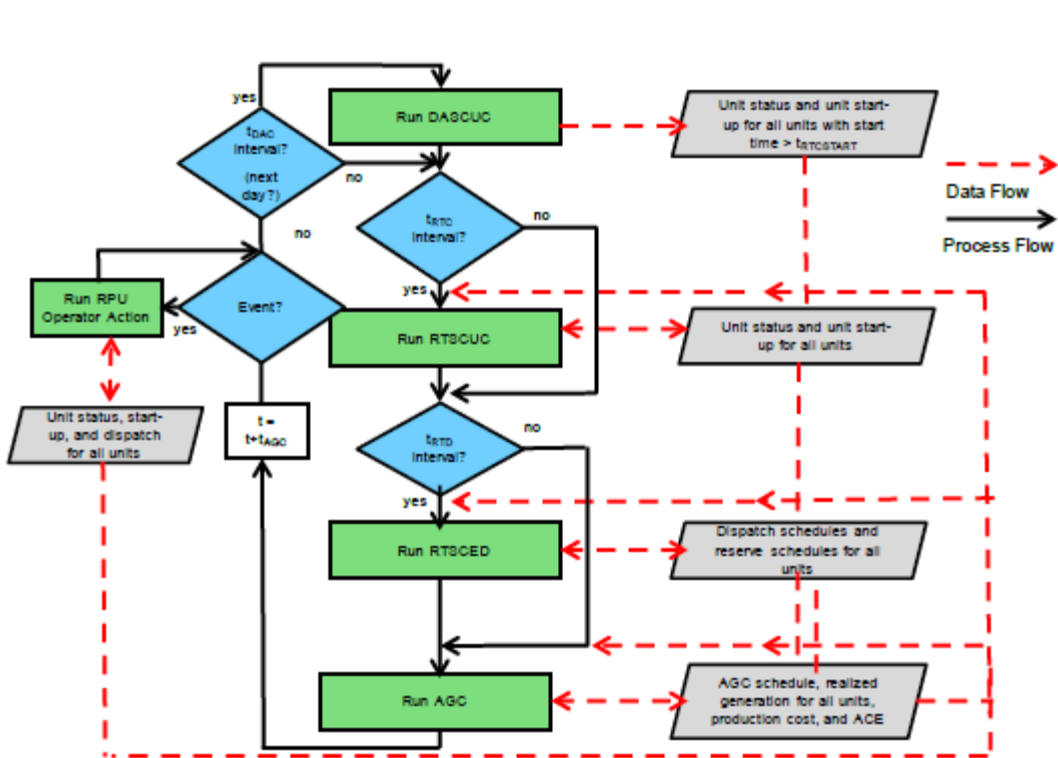 yes
Run DASCUC
Unit status and unit start-
up for all units with start
time > tRTCSTART
tDAC
Interval?
(next
day?)
no
Data Flow
Process Flow
tRTC
Interval?
no
no
Run RPU
Operator Action
Event?
yes
yes
Run RTSCUC
Unit status and unit start-
up for all units
Unit status, start-
up, and dispatch
for all units
t =
t+tAGC
tRTD
Interval?
no
yes
Run RTSCED
Dispatch schedules and
reserve schedules for all
units
Run AGC
AGC schedule, realized
generation for all units,
production cost, and ACE